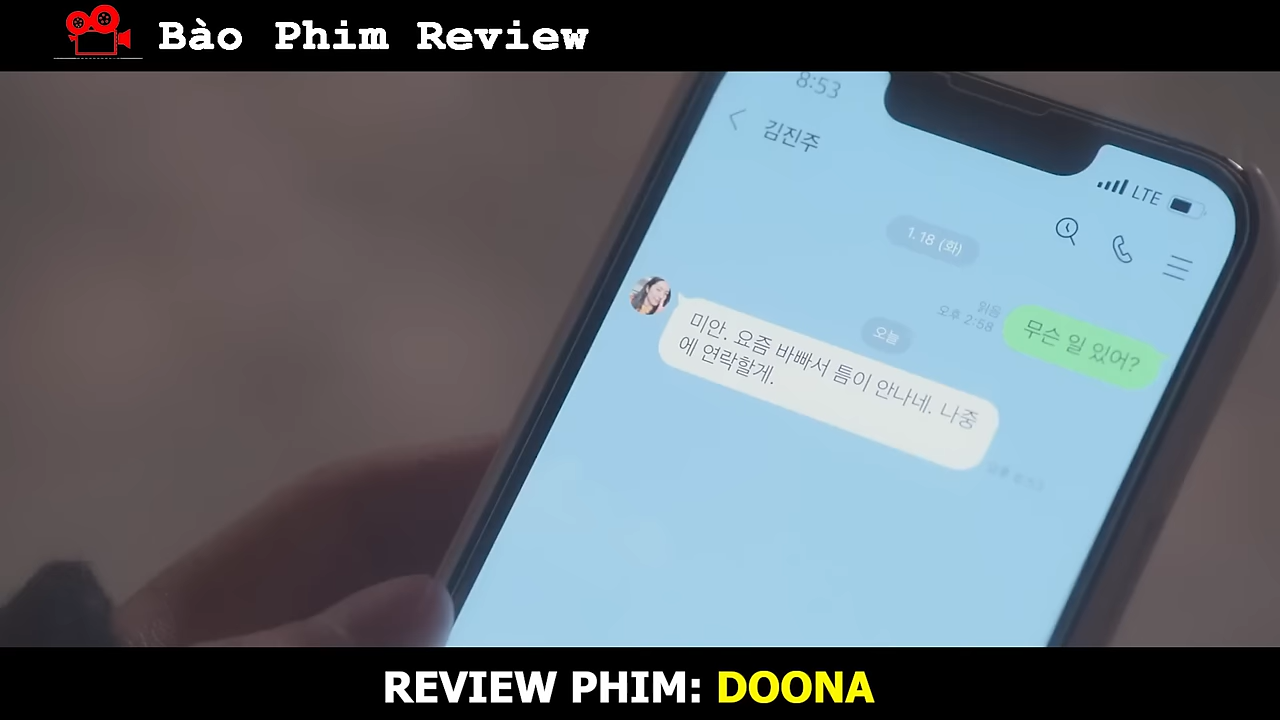 Bào Phim Review
8:53
김진주
LTE
1. 18 (화)
읽음
오후 2:58
무슨 일 있어?
오늘
미안. 요즘 바빠서 틈이 안나네. 나중
에 연락할게.
REVIEW PHIM: DOONA